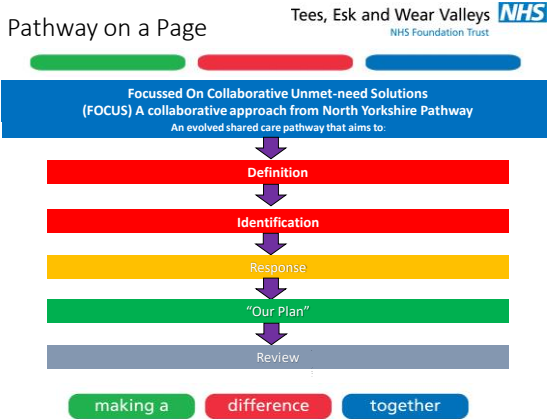 Pathway on a Page
Tees, Esk and Wear Valleys NHS
NHS Foundation Trust
Focussed On Collaborative Unmet-need Solutions
(FOCUS) A collaborative approach from North Yorkshire Pathway
An evolved shared care pathway that aims to:
Definition
Identification
Response
“Our Plan”
Review
making a difference together